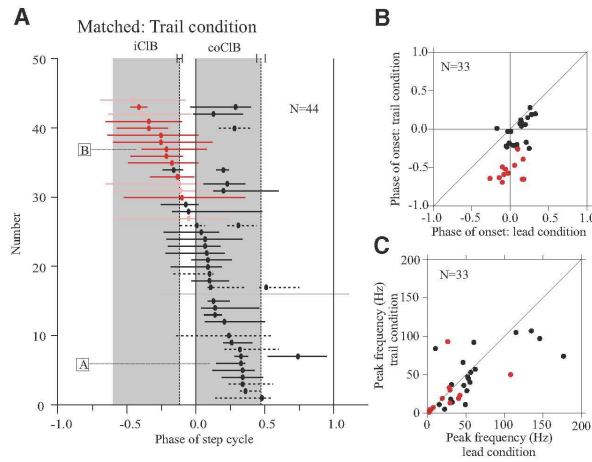 A
Matched: Trail condition
iClB
coClB
50
40
30
20
10
0
Number
N=44
B
A
-1.0
-0.5
0.0
0.5
1.0
Phase of step cycle
B
1.0
0.5
0.0
-0.5
-1.0
N=33
Phase of onset: trail condition
-1.0
-0.5
0.0
0.5
1.0
Phase of onset: lead condition
C
200
150
100
50
0
N=33
Peak frequency (Hz)
trail condition
0
50
100
150
200
Peak frequency (Hz)
lead condition